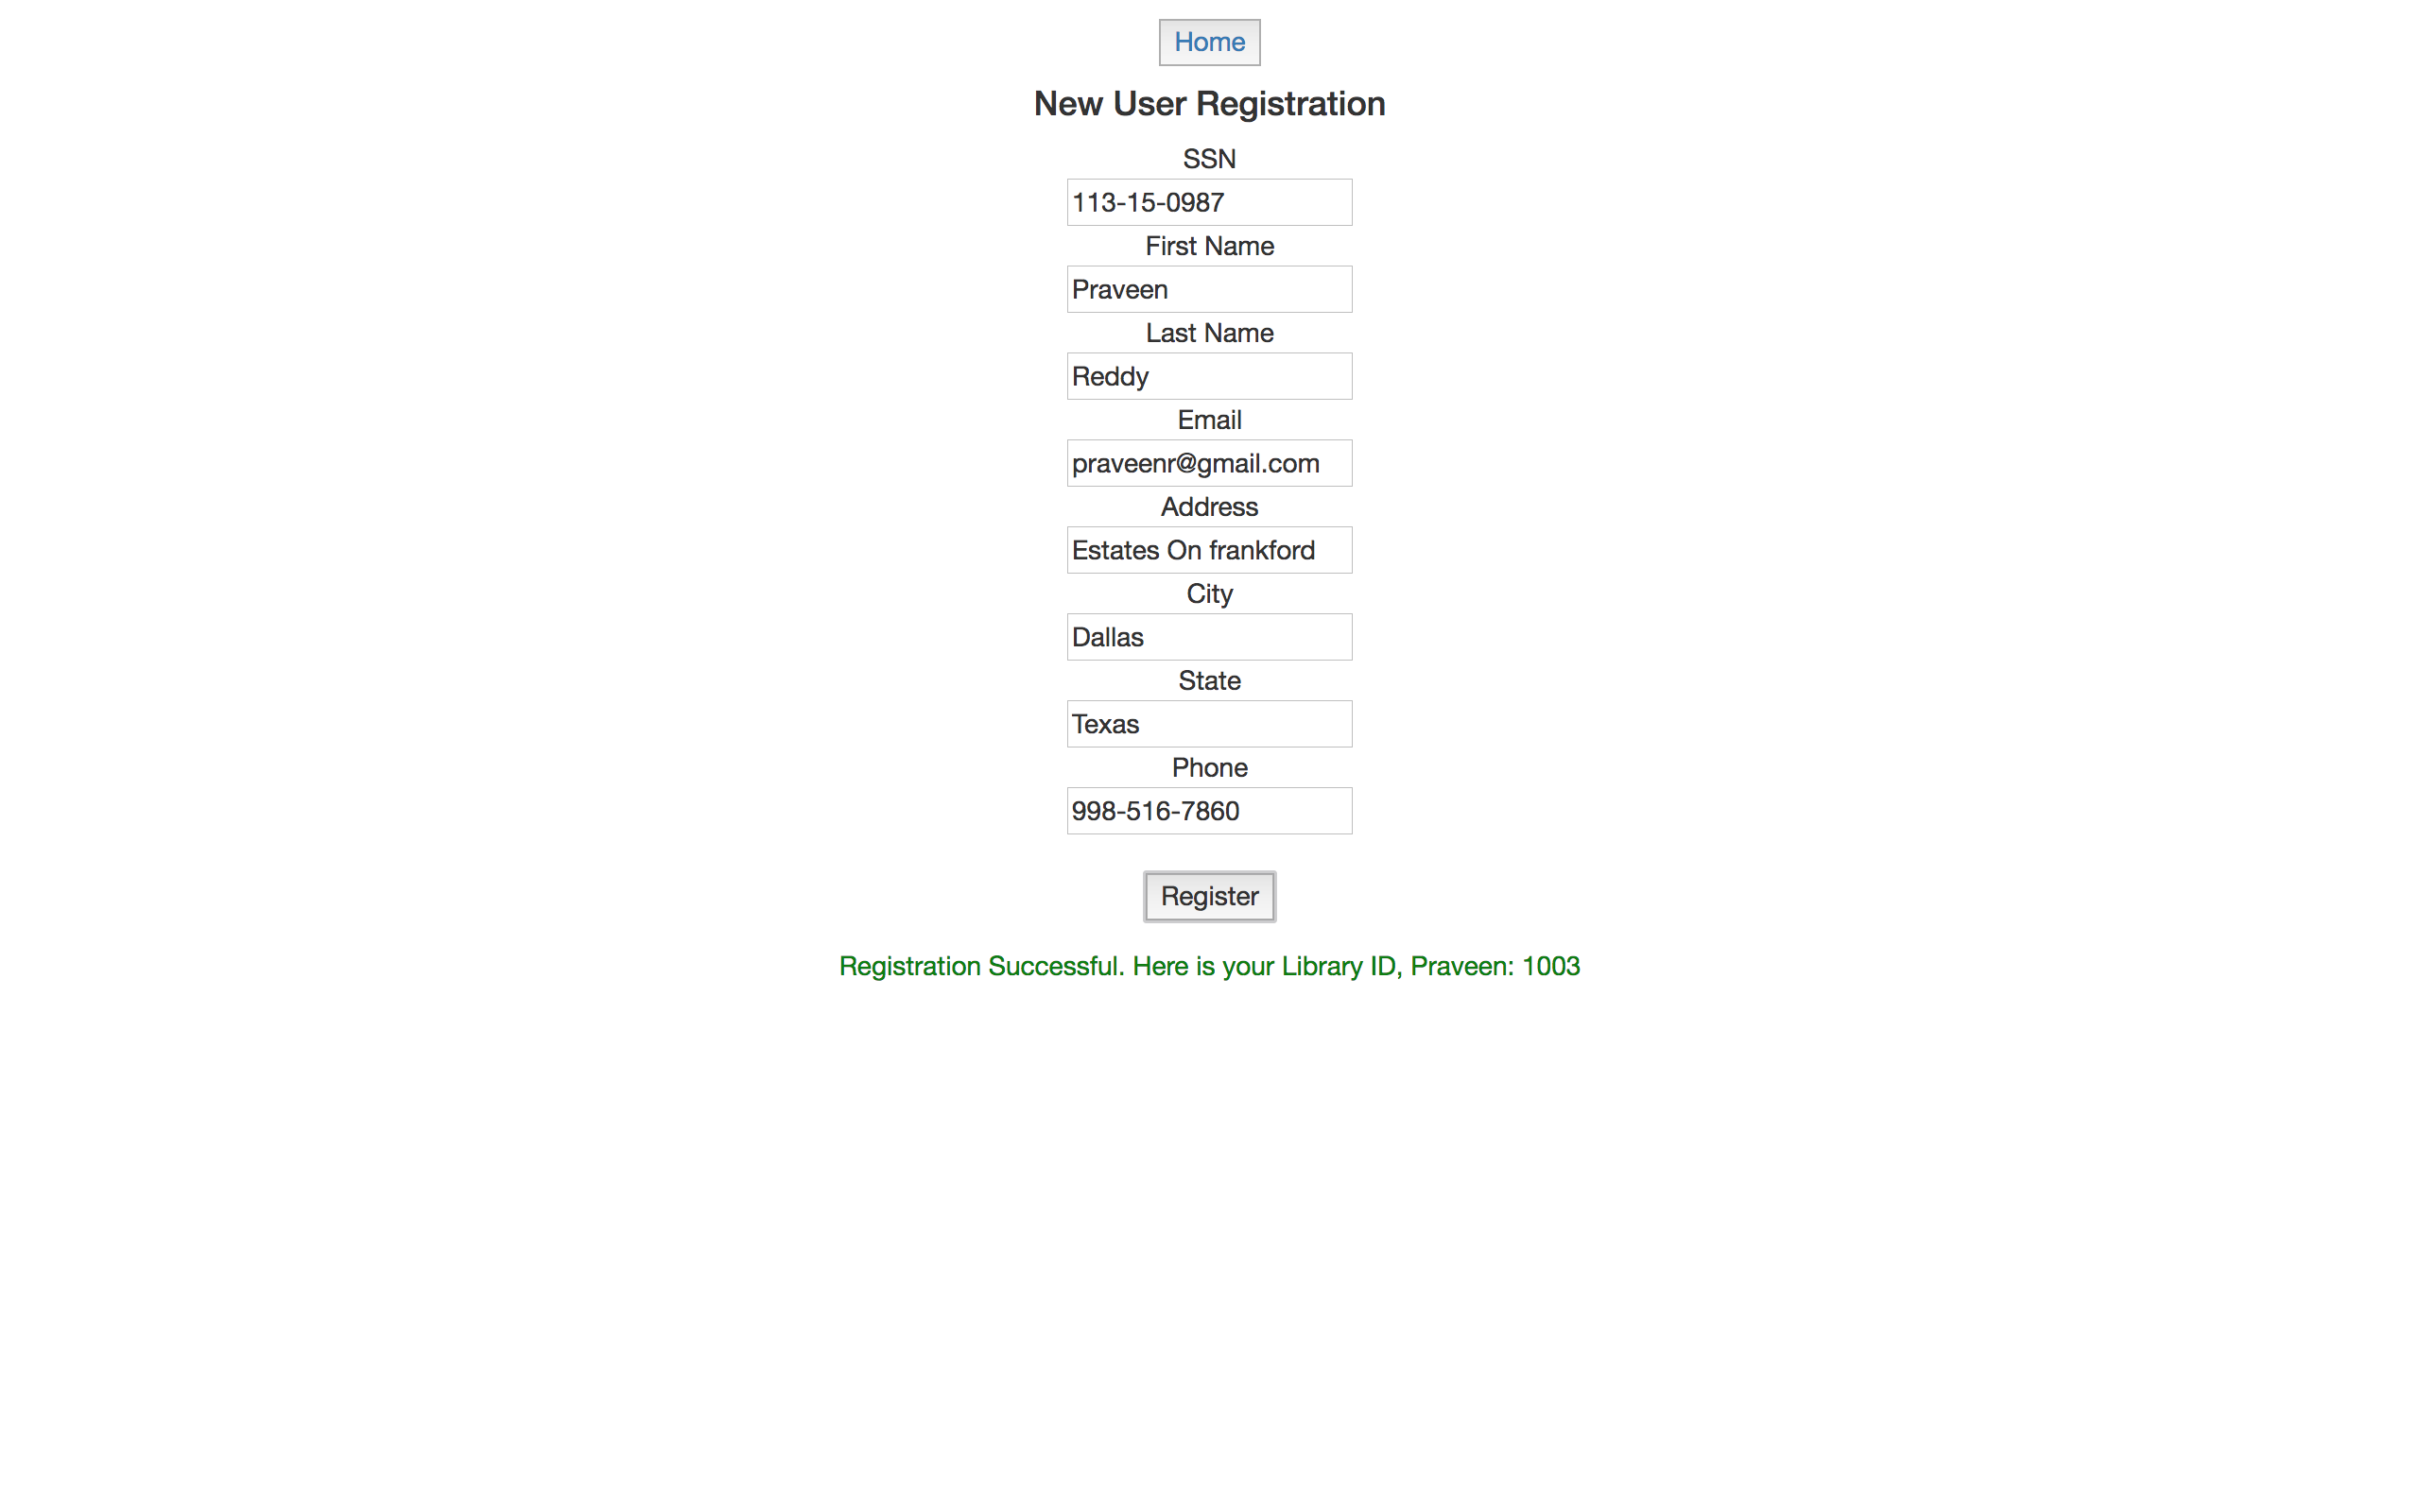 Home
New User Registration
SSN
113-15-0987
First Name
Praveen
Last Name
Reddy
Email
praveenr@gmail.com
Address
Estates On frankford
City
Dallas
State
Texas
Phone
998-516-7860
Register
Registration Successful. Here is your Library ID, Praveen: 1003